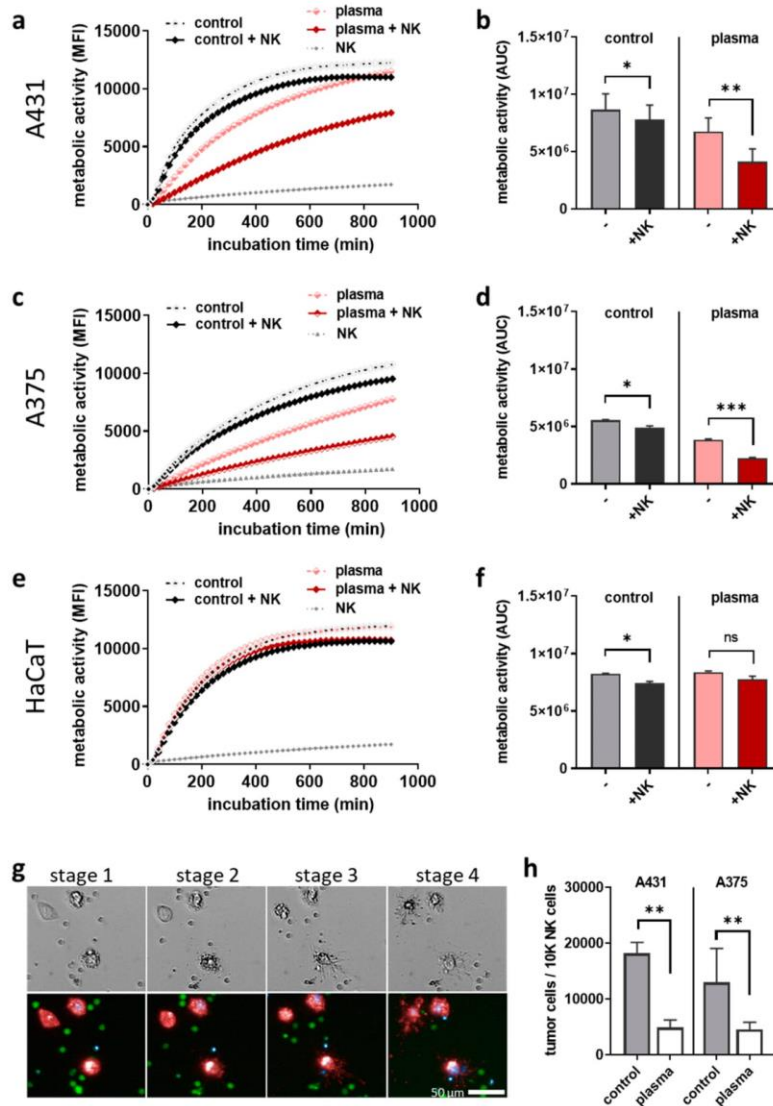 a
A431
metabolic activity (MFI)
15000
10000
5000
0
0 200 400 600 800 1000
incubation time (min)
control
control + NK
plasma
plasma + NK
NK
b
metabolic activity (AUC)
1.5×10⁷
1×10⁷
5×10⁶
0
control plasma
* **
- +NK - +NK
c
A375
metabolic activity (MFI)
15000
10000
5000
0
0 200 400 600 800 1000
incubation time (min)
control
control + NK
plasma
plasma + NK
NK
d
metabolic activity (AUC)
1.5×10⁷
1×10⁷
5×10⁶
0
control plasma
* ***
- +NK - +NK
e
HaCaT
metabolic activity (MFI)
15000
10000
5000
0
0 200 400 600 800 1000
incubation time (min)
control
control + NK
plasma
plasma + NK
NK
f
metabolic activity (AUC)
1.5×10⁷
1×10⁷
5×10⁶
0
control plasma
* ns
- +NK - +NK
g
stage 1 stage 2 stage 3 stage 4
50 µm
h
tumor cells / 10K NK cells
30000
20000
10000
0
A431 A375
** **
control plasma control plasma